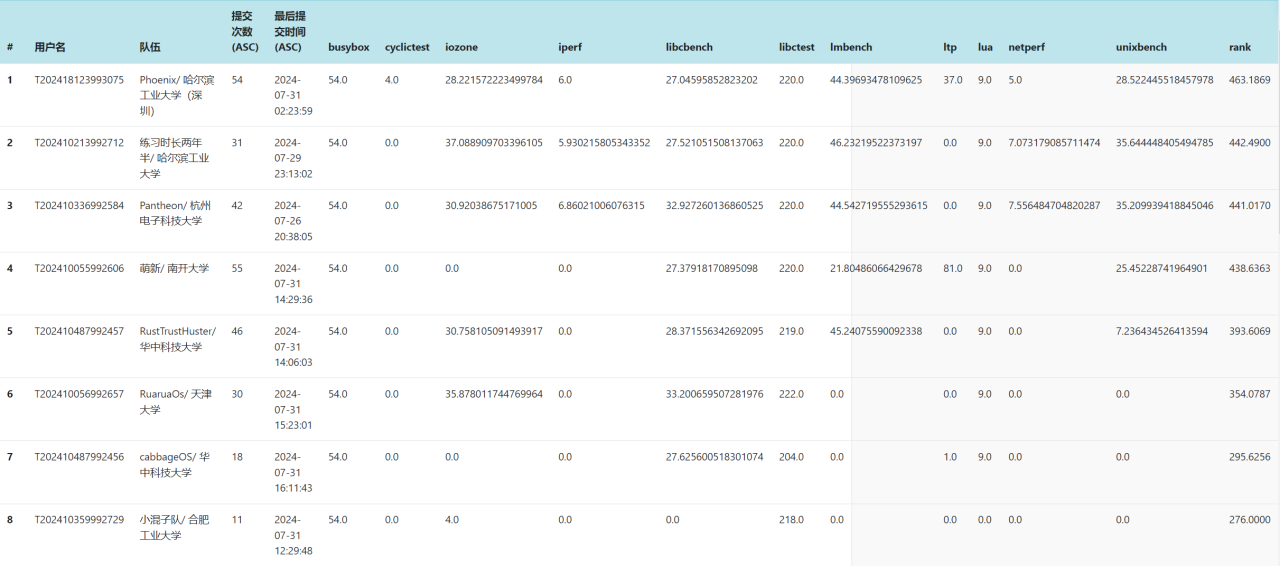 # 用户名 队伍 提交次数(ASC) 最后提交时间(ASC) busybox cyclictest iozone iperf libcbench libctest lmbench ltp lua netperf unixbench rank
1 T202418123993075 Phoenix/ 哈尔滨工业大学（深圳） 54 2024-07-31 02:23:59 54.0 4.0 28.221572223499784 6.0 27.04595852823202 220.0 44.39693478109625 37.0 9.0 5.0 28.522445518457978 463.1869
2 T202410213992712 练习时长两年半/ 哈尔滨工业大学 31 2024-07-29 23:13:02 54.0 0.0 37.088909703396105 5.930215805343352 27.521051508137063 220.0 46.23219522373197 0.0 9.0 7.073179085711474 35.644448405494785 442.4900
3 T202410336992584 Pantheon/ 杭州电子科技大学 42 2024-07-26 20:38:05 54.0 0.0 30.92038675171005 6.86021006076315 32.927260136860525 220.0 44.542719555293615 0.0 9.0 7.556484704820287 35.209939418845046 441.0170
4 T202410055992606 萌新/ 南开大学 55 2024-07-31 14:29:36 54.0 0.0 0.0 0.0 27.37918170895098 220.0 21.80486066429678 81.0 9.0 0.0 25.45228741964901 438.6363
5 T202410487992457 RustTrustHuster/ 华中科技大学 46 2024-07-31 14:06:03 54.0 0.0 30.758105091493917 0.0 28.371556342692095 219.0 45.24075590092338 0.0 9.0 0.0 7.236434526413594 393.6069
6 T202410056992657 RuaruaOs/ 天津大学 30 2024-07-31 15:23:01 54.0 0.0 35.878011744769964 0.0 33.200659507281976 222.0 0.0 0.0 9.0 0.0 0.0 354.0787
7 T202410487992456 cabbageOS/ 华中科技大学 18 2024-07-31 16:11:43 54.0 0.0 0.0 0.0 27.625600518301074 204.0 0.0 1.0 9.0 0.0 0.0 295.6256
8 T202410359992729 小混子队/ 合肥工业大学 11 2024-07-31 12:29:48 54.0 0.0 4.0 0.0 0.0 218.0 0.0 0.0 0.0 0.0 0.0 276.0000